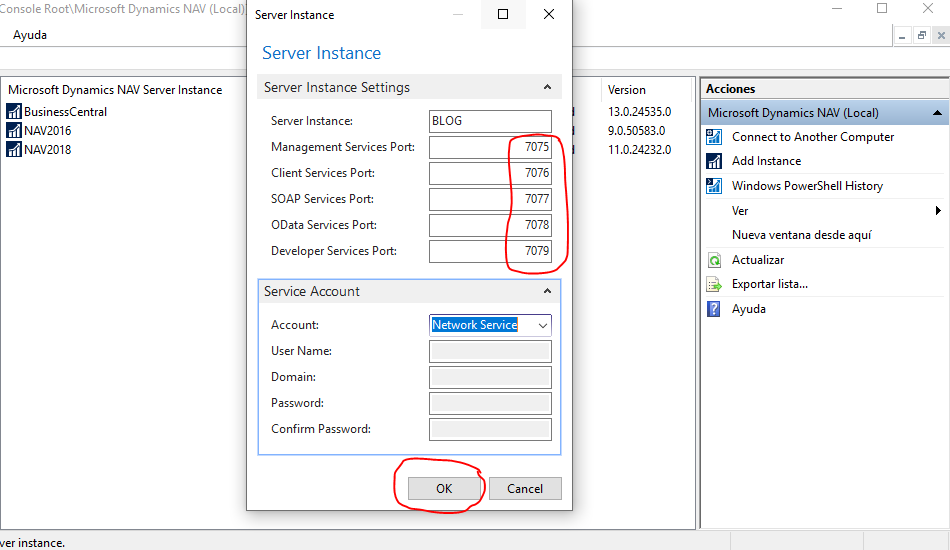 Console Root\Microsoft Dynamics NAV (Local)
Ayuda
Microsoft Dynamics NAV Server Instance
Version
BusinessCentral
13.0.24535.0
NAV2016
9.0.50583.0
NAV2018
11.0.24232.0
Server Instance
Server Instance
Server Instance Settings
Server Instance: BLOG
Management Services Port: 7075
Client Services Port: 7076
SOAP Services Port: 7077
OData Services Port: 7078
Developer Services Port: 7079
Service Account
Account: Network Service
User Name:
Domain:
Password:
Confirm Password:
OK Cancel
Acciones
Microsoft Dynamics NAV (Local)
Connect to Another Computer
Add Instance
Windows PowerShell History
Ver
Nueva ventana desde aquí
Actualizar
Exportar lista...
Ayuda
ver instance.